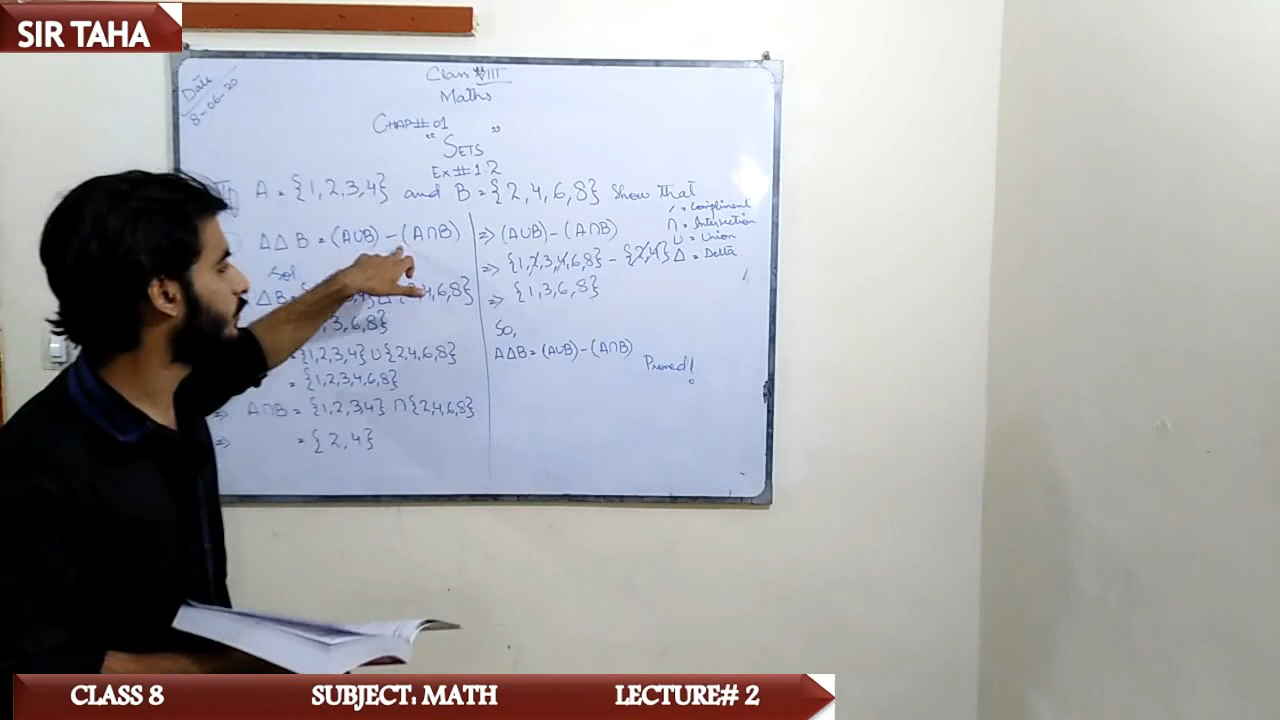 SIR TAHA
Date
8-06-20
Class VIII
Maths
CHAP# 01
"SETS"
Ex # 1.2
A = {1,2,3,4} and B = {2,4,6,8} Show that
Δ Δ B = (A∪B) - (A∩B)
Sol.
Δ B = 4,6,8}
,3,6,8}
= {1,2,3,4} ∪ {2,4,6,8}
= {1,2,3,4,6,8}
⇒ A∩B = {1,2,3,4} ∩ {2,4,6,8}
⇒ = {2,4}
⇒ (A∪B) - (A∩B)
⇒ {1,2,3,4,6,8} - {2,4}
⇒ {1,3,6,8}
So,
AΔB = (A∪B) - (A∩B)
Proved!
' = Compliment
∩ = Intersection
∪ = Union
Δ = Delta
CLASS 8
SUBJECT: MATH
LECTURE# 2